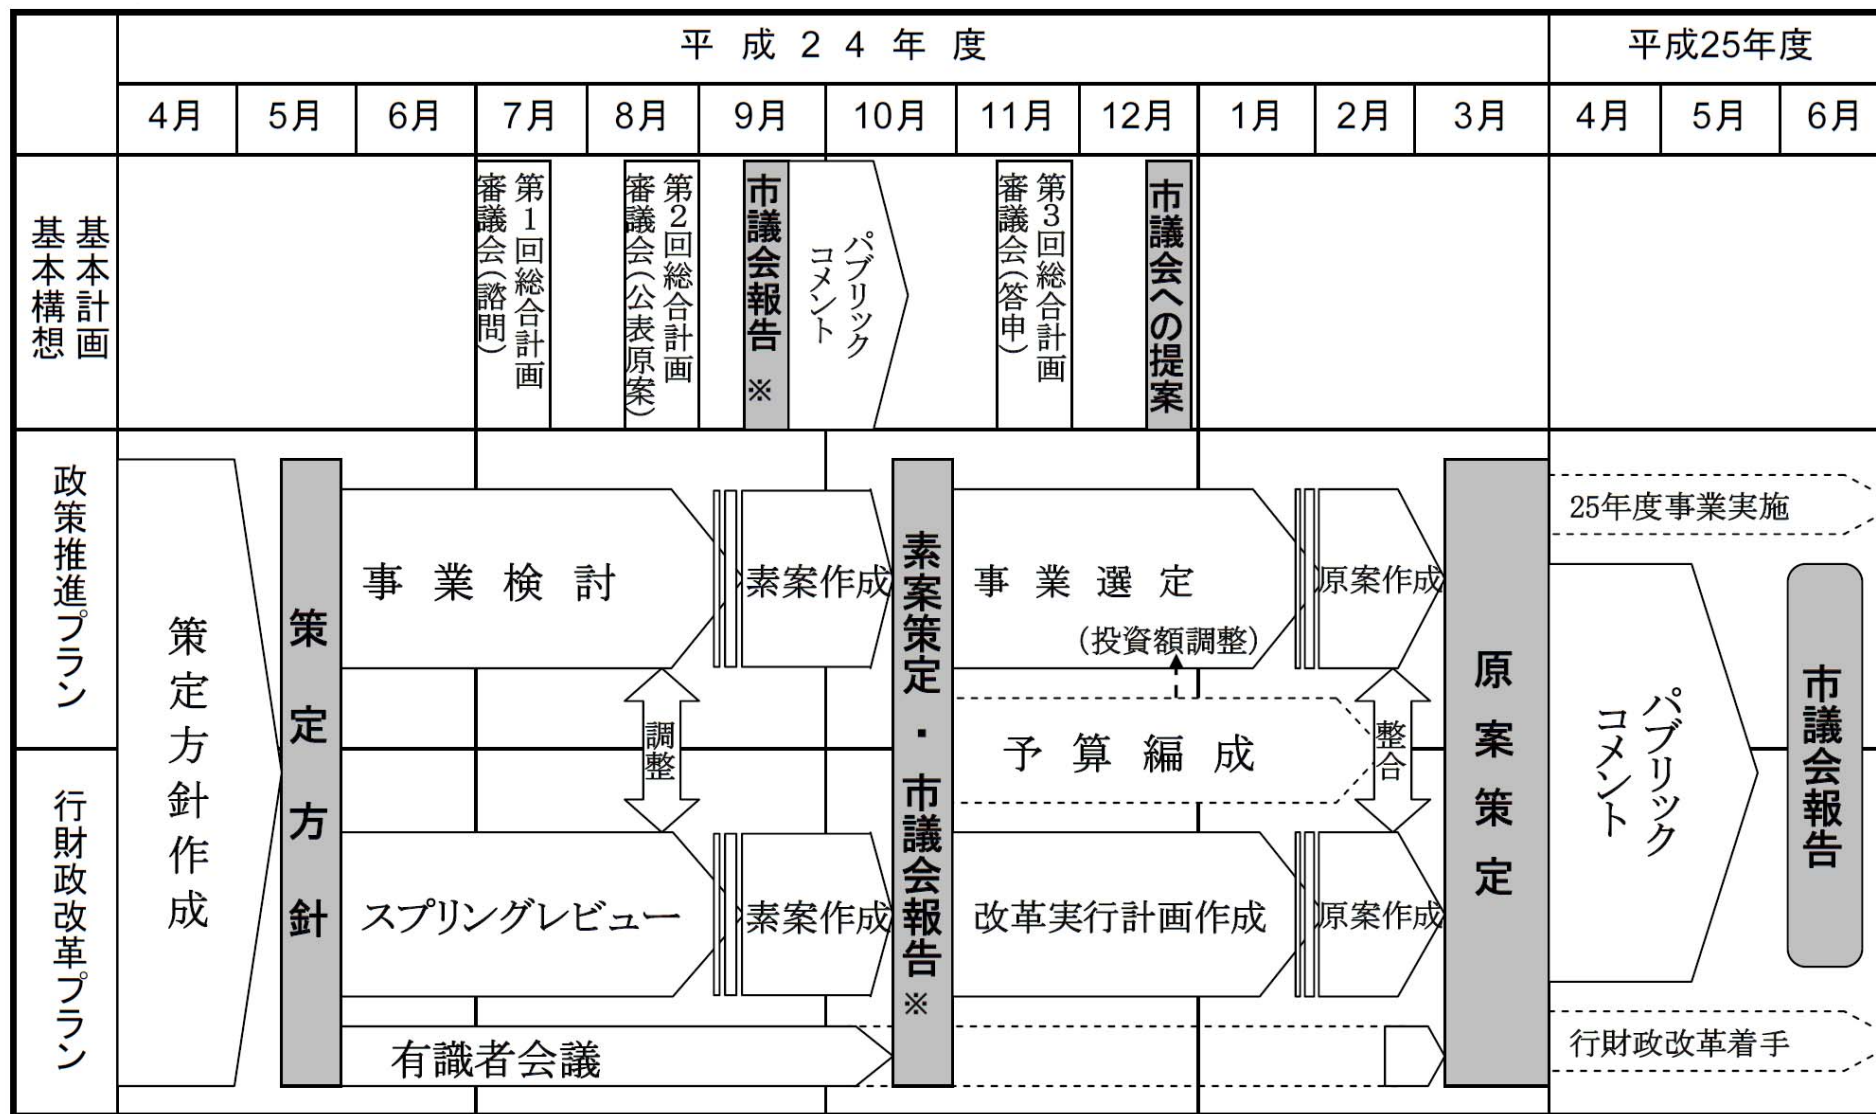 平成24年度
平成25年度
4月
5月
6月
7月
8月
9月
10月
11月
12月
1月
2月
3月
4月
5月
6月
基本計画
基本構想
第1回総合計画
審議会(諮問)
第2回総合計画
審議会(公表原案)
市議会報告※
パブリック
コメント
第3回総合計画
審議会(答申)
市議会への提案
政策推進プラン
行財政改革プラン
策定方針作成
策定方針
事業検討
素案作成
調整
スプリングレビュー
素案作成
有識者会議
素案策定・市議会報告※
事業選定
(投資額調整)
原案作成
予算編成
整合
改革実行計画作成
原案作成
原案策定
25年度事業実施
パブリック
コメント
市議会報告
行財政改革着手